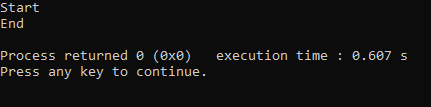 Start
End
Process returned 0 (0x0)   execution time : 0.607 s
Press any key to continue.